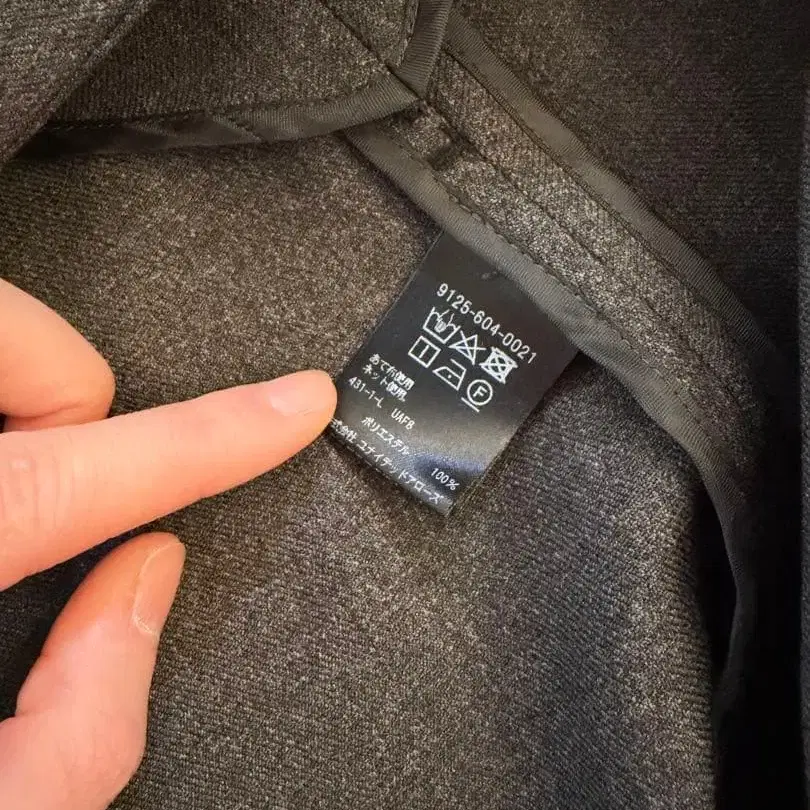 9125-604-0021
あて布使用
ネット使用
431-1-L UAF8
ポリエステル 100%
式会社 ユナイテッドアローズ